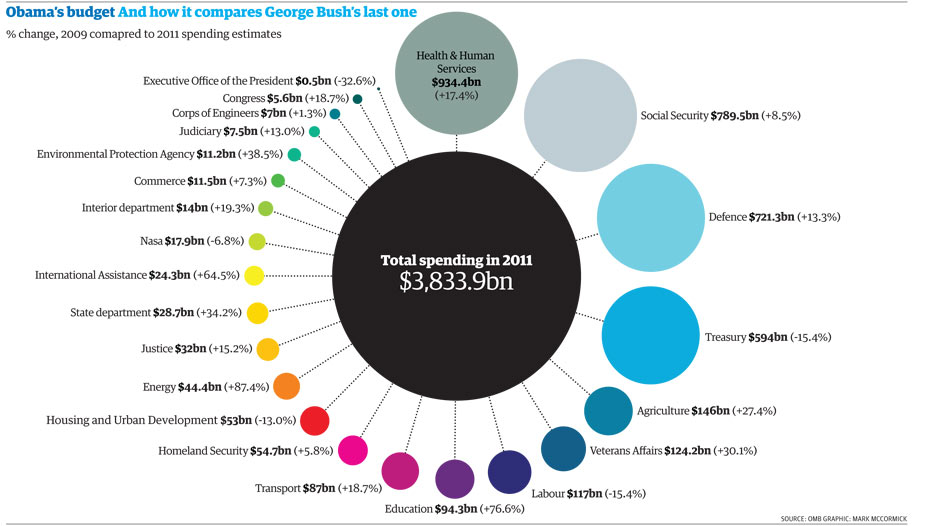 Obama's budget And how it compares George Bush's last one
% change, 2009 comapred to 2011 spending estimates
Health & Human
Services
$934.4bn
(+17.4%)
Social Security $789.5bn (+8.5%)
Defence $721.3bn (+13.3%)
Treasury $594bn (-15.4%)
Agriculture $146bn (+27.4%)
Veterans Affairs $124.2bn (+30.1%)
Labour $117bn (-15.4%)
Education $94.3bn (+76.6%)
Transport $87bn (+18.7%)
Homeland Security $54.7bn (+5.8%)
Housing and Urban Development $53bn (-13.0%)
Energy $44.4bn (+87.4%)
Justice $32bn (+15.2%)
State department $28.7bn (+34.2%)
International Assistance $24.3bn (+64.5%)
Nasa $17.9bn (-6.8%)
Interior department $14bn (+19.3%)
Commerce $11.5bn (+7.3%)
Environmental Protection Agency $11.2bn (+38.5%)
Judiciary $7.5bn (+13.0%)
Corps of Engineers $7bn (+1.3%)
Congress $5.6bn (+18.7%)
Executive Office of the President $0.5bn (-32.6%)
Total spending in 2011
$3,833.9bn
SOURCE: OMB GRAPHIC: MARK MCCORMICK